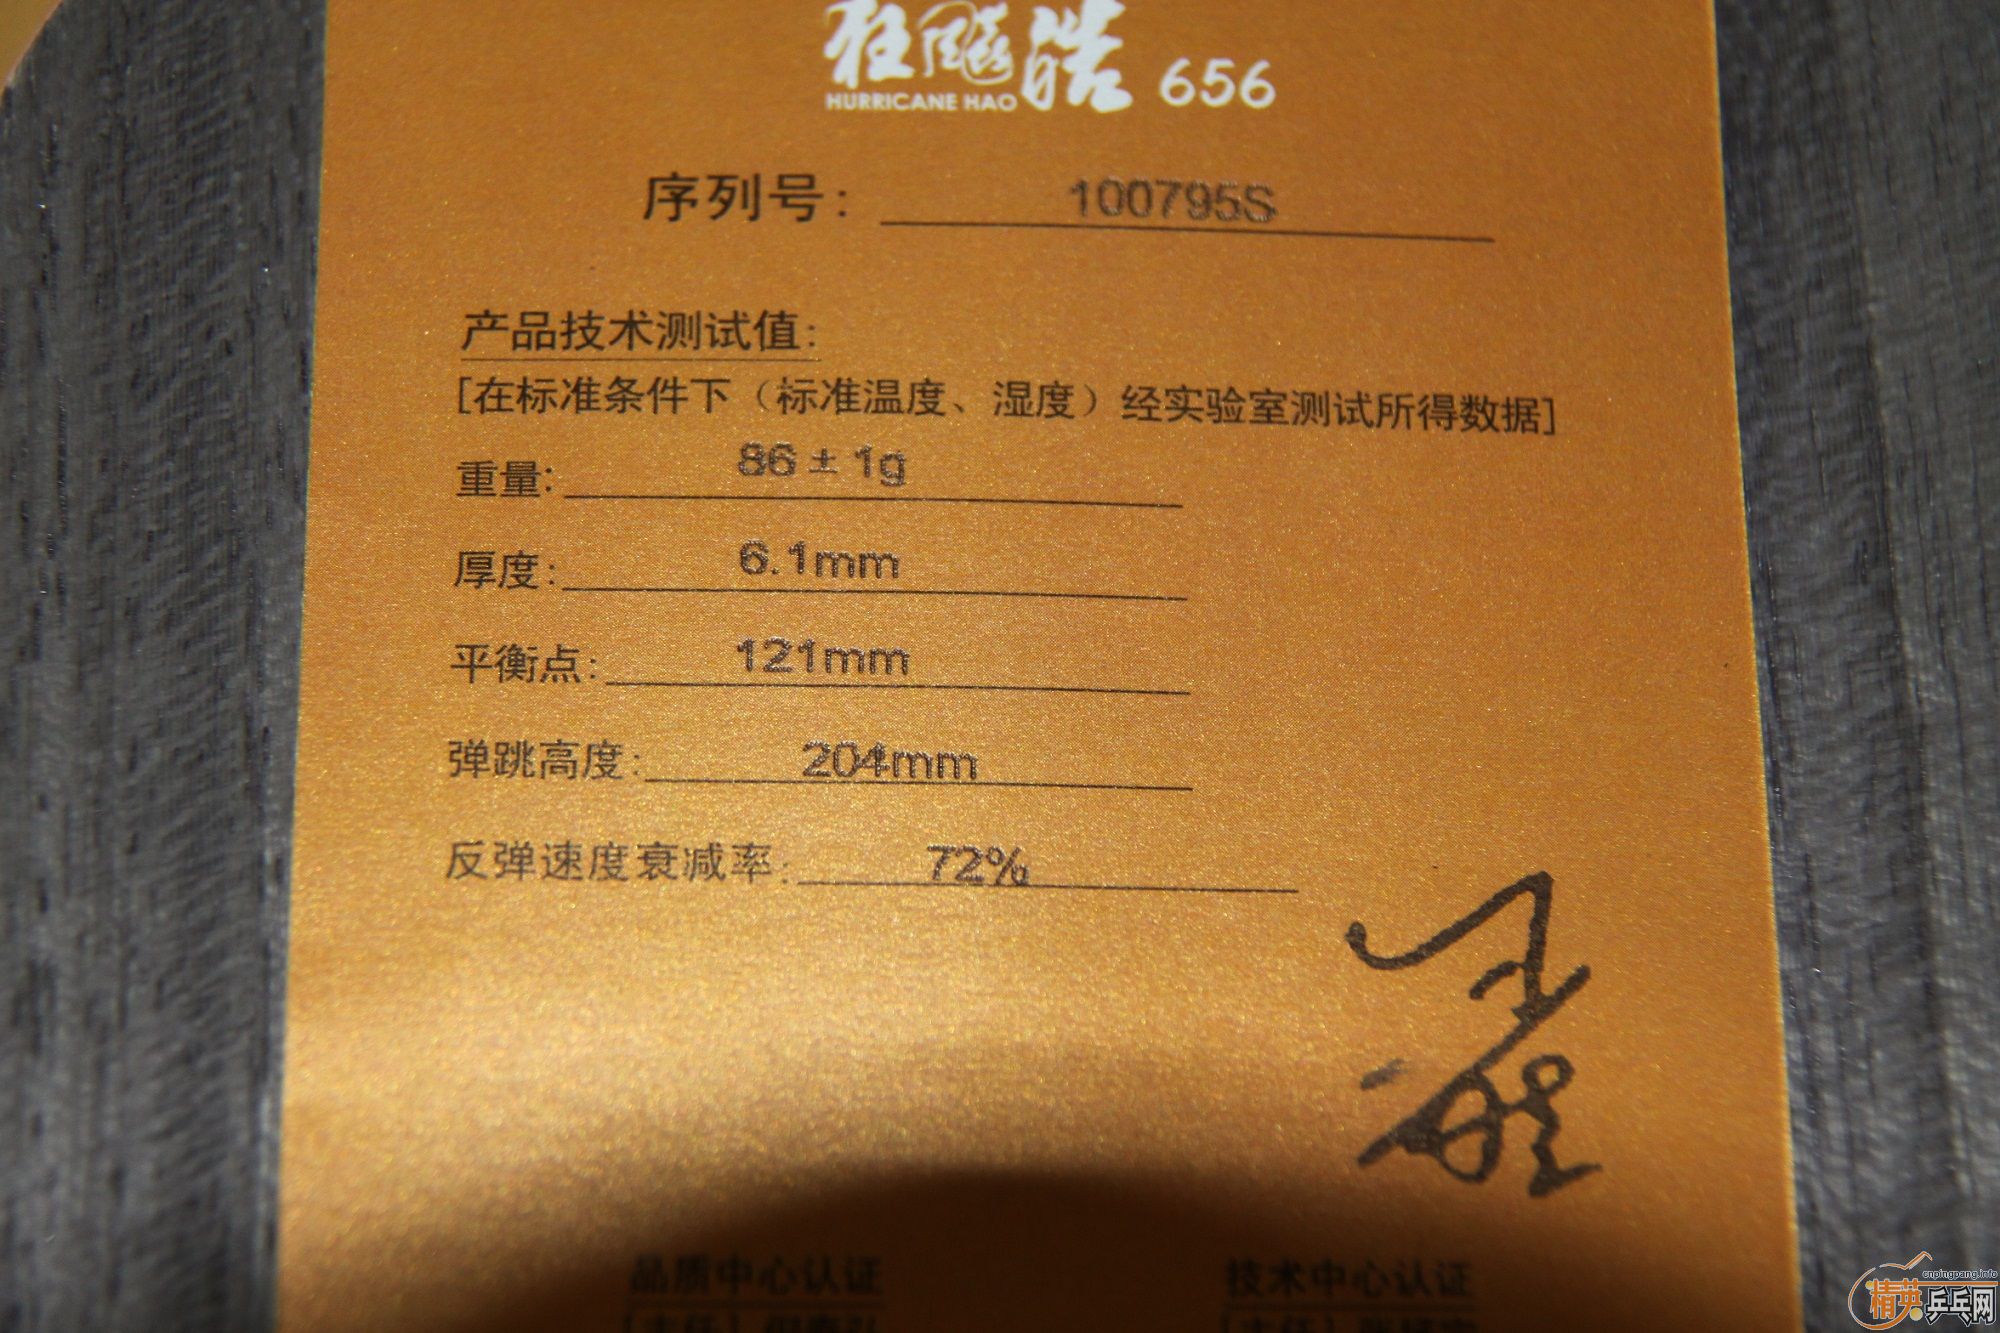 狂飚浩 656
HURRICANE HAO
序列号： 100795S
产品技术测试值：
[在标准条件下（标准温度、湿度）经实验室测试所得数据]
重量: 86±1g
厚度: 6.1mm
平衡点: 121mm
弹跳高度: 204mm
反弹速度衰减率: 72%
品质中心认证 技术中心认证
cnpingpang.info
精英乒乓网